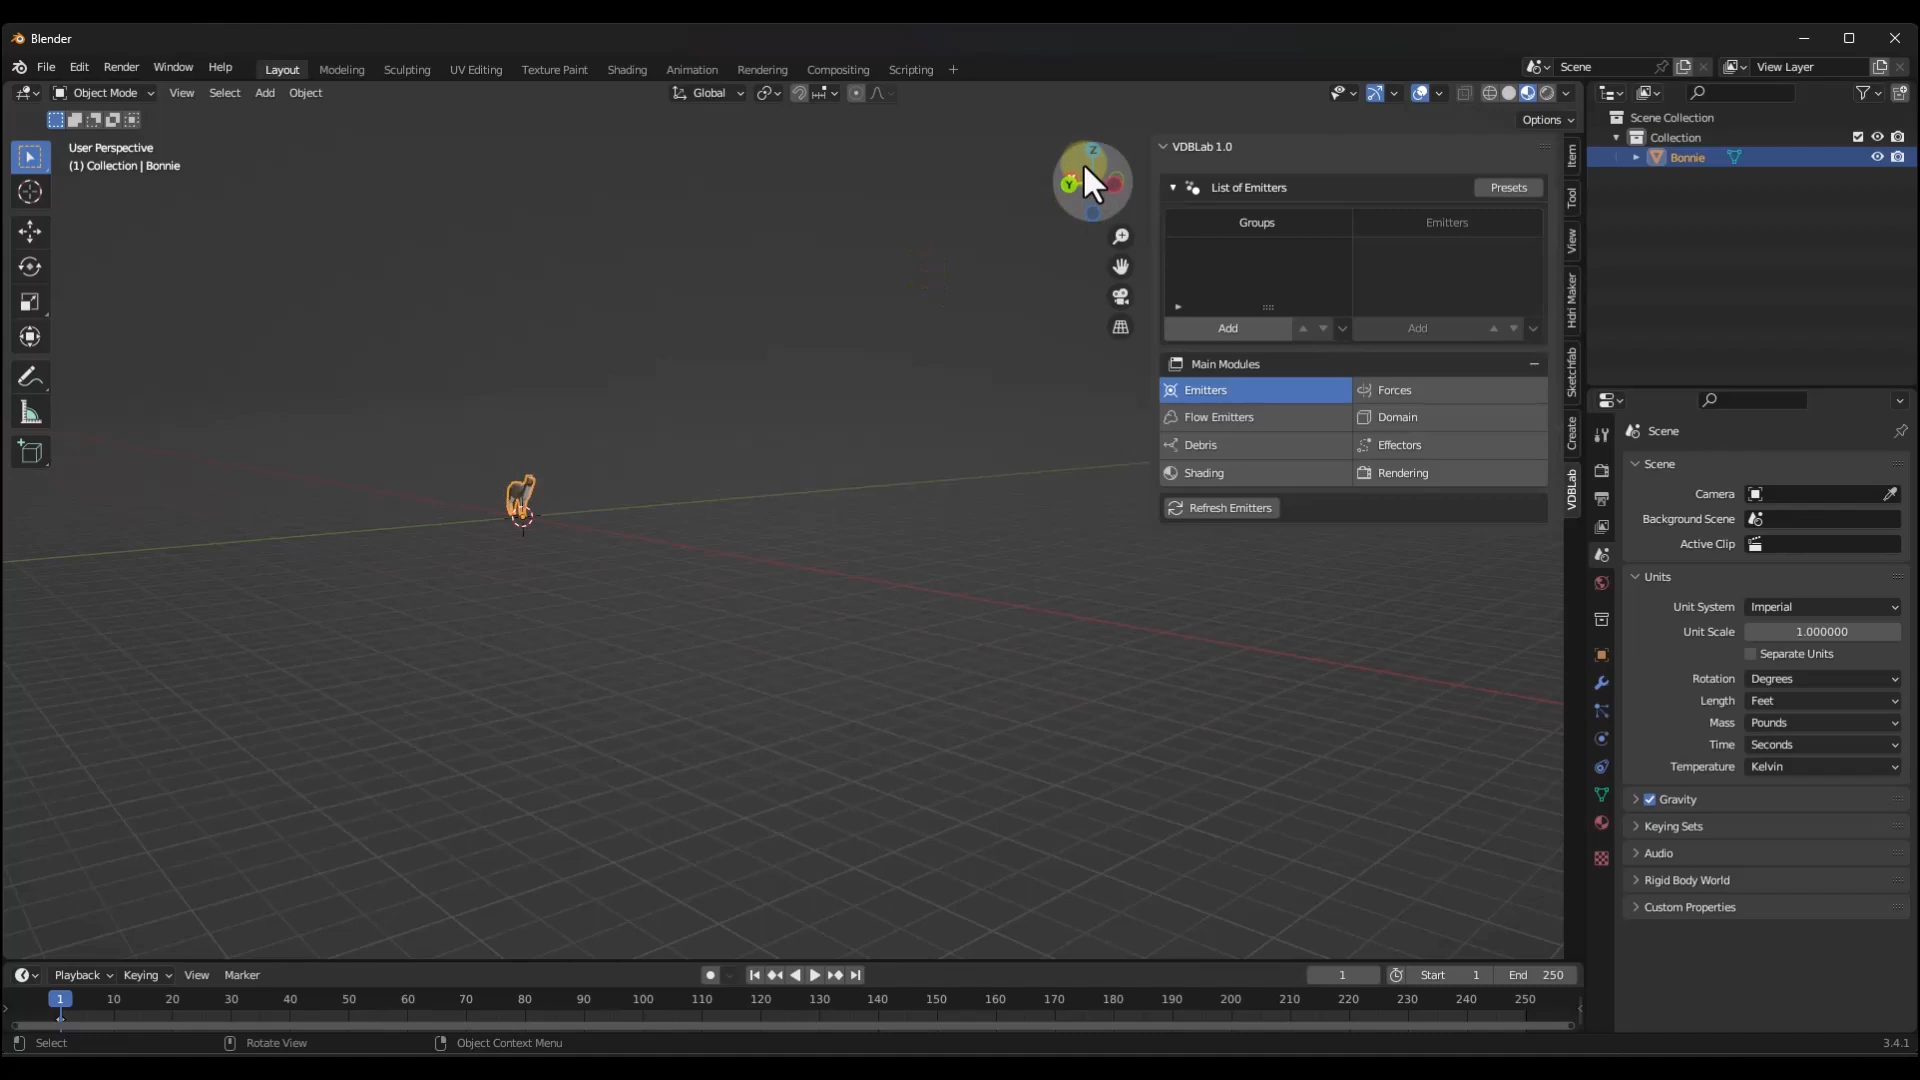 Blender
File Edit Render Window Help
Layout Modeling Sculpting UV Editing Texture Paint Shading Animation Rendering Compositing Scripting +
Scene
View Layer
Object Mode View Select Add Object
Global
Options
User Perspective
(1) Collection | Bonnie
Z
Y
VDBLab 1.0
List of Emitters Presets
Groups Emitters
Add Add
Main Modules
Emitters Forces
Flow Emitters Domain
Debris Effectors
Shading Rendering
Refresh Emitters
Item
Tool
View
Hdri Maker
Sketchfab
Create
VDBLab
Scene Collection
Collection
Bonnie
Scene
Scene
Camera
Background Scene
Active Clip
Units
Unit System Imperial
Unit Scale 1.000000
Separate Units
Rotation Degrees
Length Feet
Mass Pounds
Time Seconds
Temperature Kelvin
Gravity
Keying Sets
Audio
Rigid Body World
Custom Properties
Playback Keying View Marker
1 Start 1 End 250
1 10 20 30 40 50 60 70 80 90 100 110 120 130 140 150 160 170 180 190 200 210 220 230 240 250
Select Rotate View Object Context Menu
3.4.1